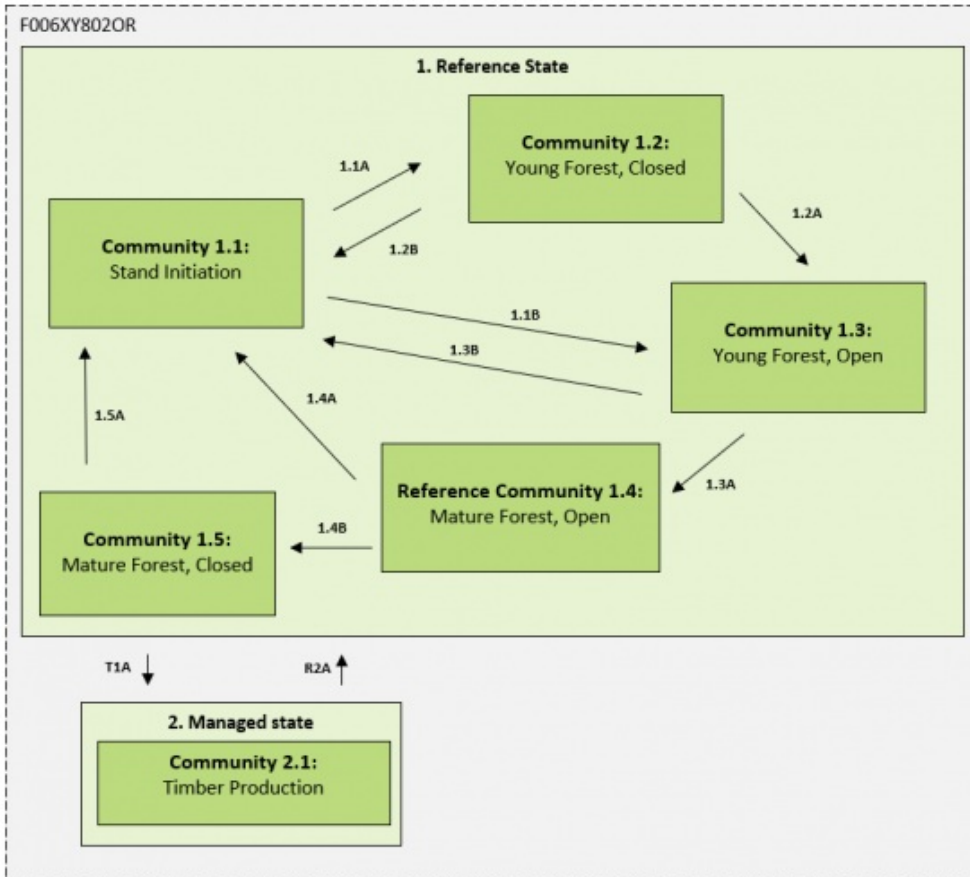 F006XY802OR
1. Reference State
Community 1.2:
Young Forest, Closed
1.1A
1.2A
Community 1.1:
Stand Initiation
1.2B
1.1B
Community 1.3:
Young Forest, Open
1.3B
1.4A
1.5A
Reference Community 1.4:
Mature Forest, Open
1.3A
Community 1.5:
Mature Forest, Closed
1.4B
T1A
R2A
2. Managed state
Community 2.1:
Timber Production